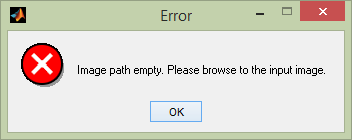 Error
Image path empty. Please browse to the input image.
OK